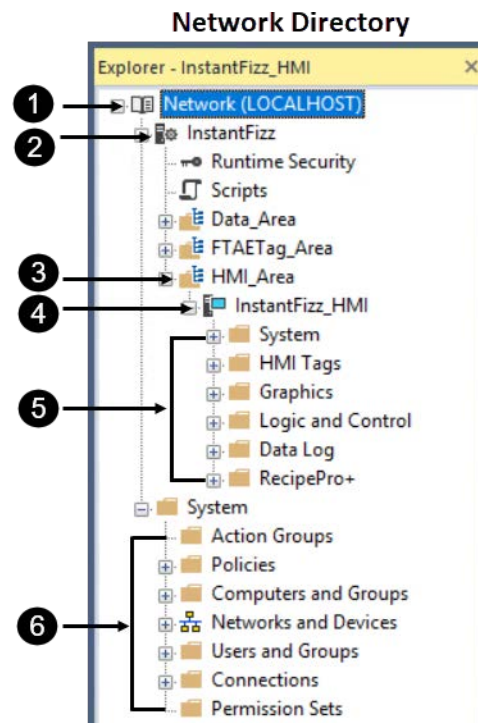 Network Directory
Explorer - InstantFizz_HMI
1 Network (LOCALHOST)
2 InstantFizz
Runtime Security
Scripts
Data_Area
FTAETag_Area
3 HMI_Area
4 InstantFizz_HMI
System
HMI Tags
Graphics
5 Logic and Control
Data Log
RecipePro+
System
Action Groups
Policies
Computers and Groups
6 Networks and Devices
Users and Groups
Connections
Permission Sets